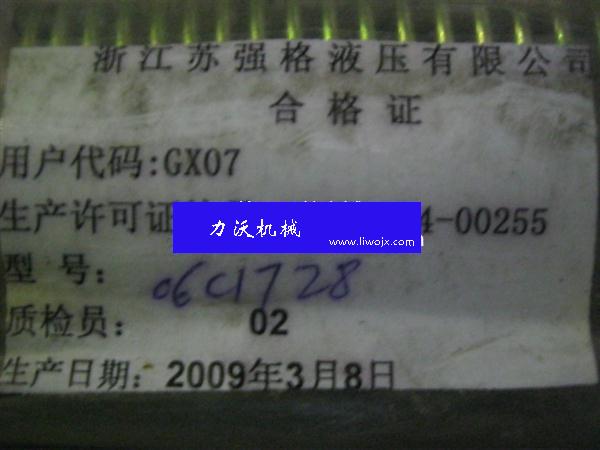 浙江苏强格液压有限公司
合格证
用户代码:GX07
生产许可证 4-00255
力沃机械
www.liwojx.com
型号: 06C1728
质检员: 02
生产日期: 2009年3月8日